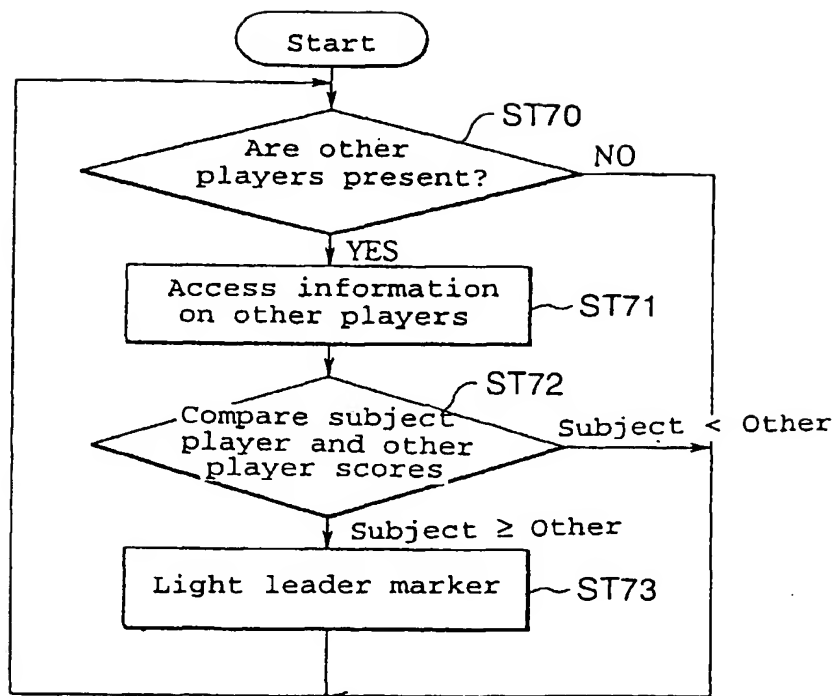 Start
ST70
Are other
players present?
NO
YES
Access information
on other players
ST71
ST72
Compare subject
player and other
player scores
Subject < Other
Subject ≥ Other
Light leader marker
ST73